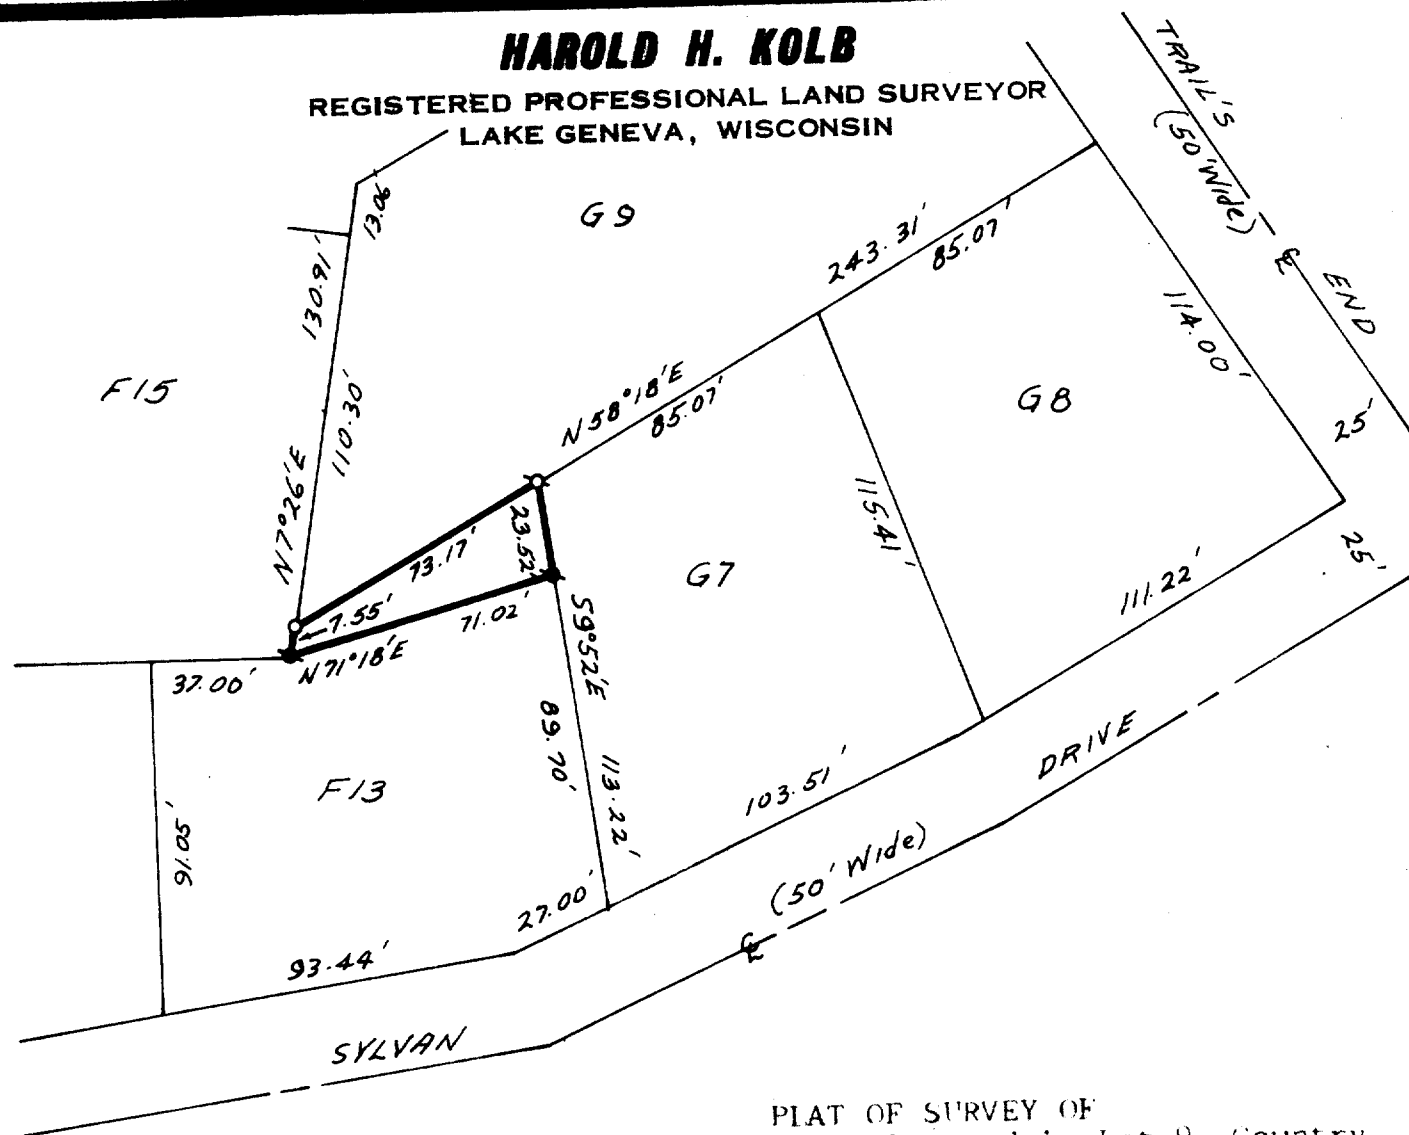 HAROLD H. KOLB
REGISTERED PROFESSIONAL LAND SURVEYOR
LAKE GENEVA, WISCONSIN
TRAIL'S
(50' Wide)
℄
END
13.06'
G9
243.31'
85.07'
130.91'
F15
110.30'
N7°26'E
N58°18'E
85.07'
114.00'
G8
25'
25'
115.41'
23.52'
73.17'
G7
7.55'
71.02'
N71°18'E
S9°52'E
111.22'
37.00'
89.70'
113.22'
F13
91.05'
103.51'
DRIVE
(50' Wide)
27.00'
93.44'
℄
SYLVAN
PLAT OF SURVEY OF
Lot 9, Country